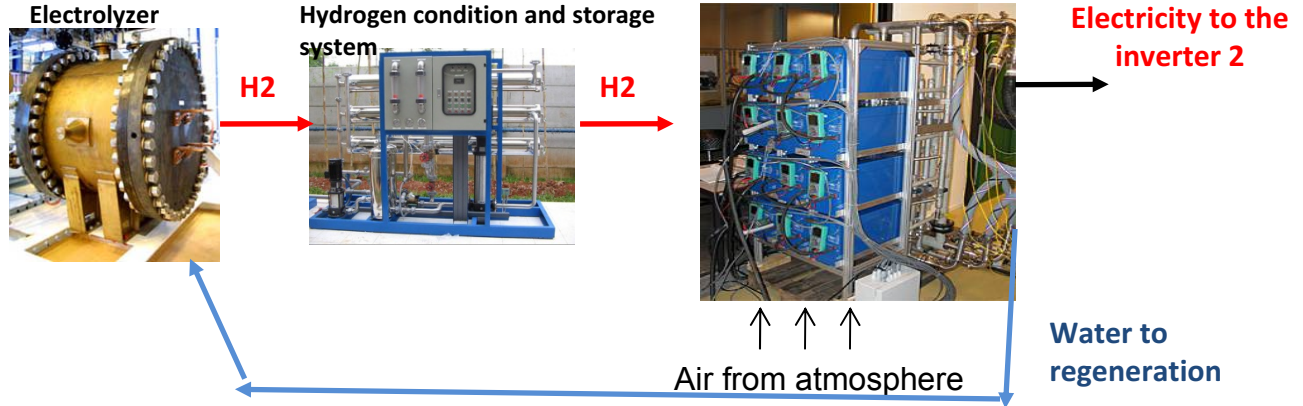 Electrolyzer
Hydrogen condition and storage
system
Electricity to the
inverter 2
H2
H2
Water to
regeneration
Air from atmosphere